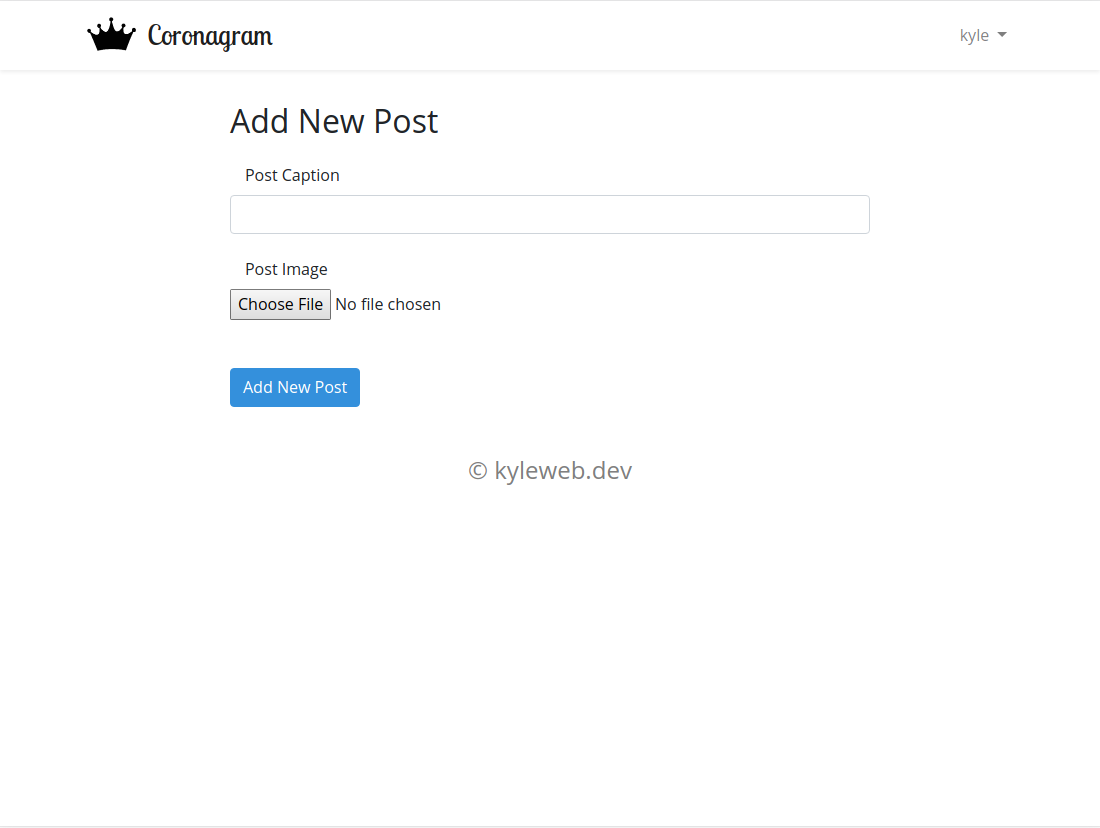 Coronagram
kyle
Add New Post
Post Caption
Post Image
Choose File No file chosen
Add New Post
© kyleweb.dev